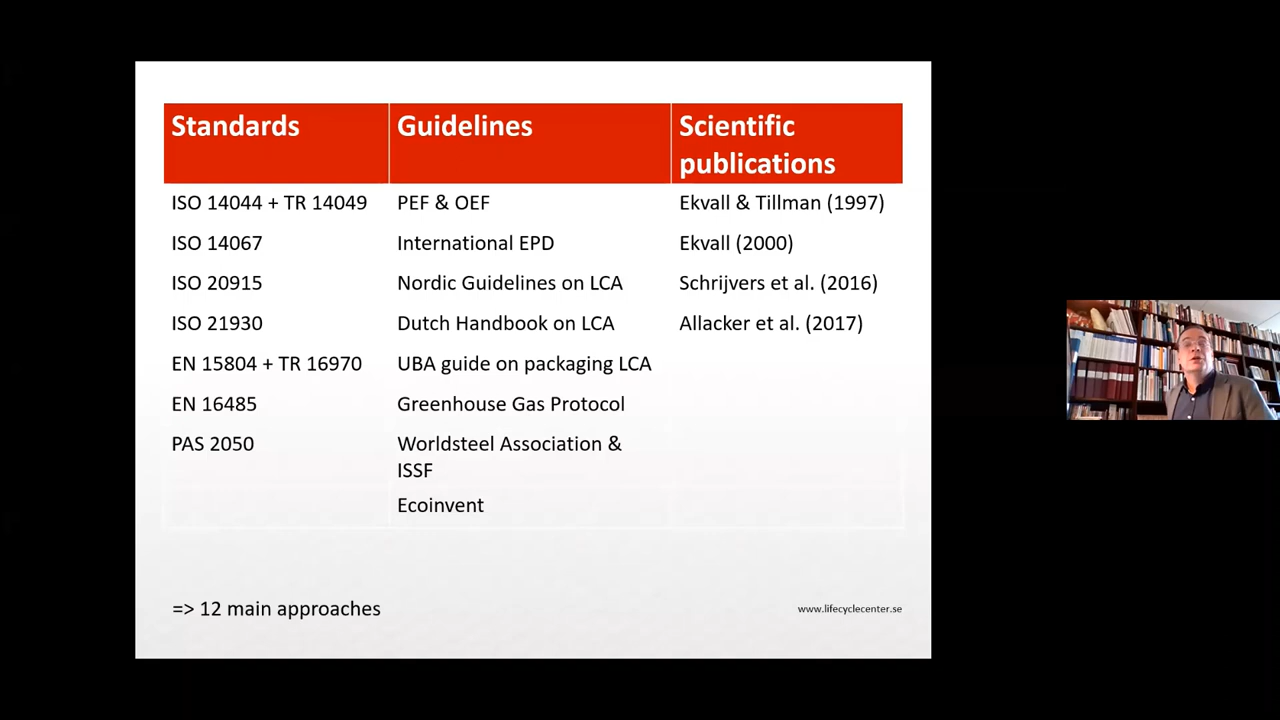 Standards
Guidelines
Scientific
publications
ISO 14044 + TR 14049
PEF & OEF
Ekvall & Tillman (1997)
ISO 14067
International EPD
Ekvall (2000)
ISO 20915
Nordic Guidelines on LCA
Schrijvers et al. (2016)
ISO 21930
Dutch Handbook on LCA
Allacker et al. (2017)
EN 15804 + TR 16970
UBA guide on packaging LCA
EN 16485
Greenhouse Gas Protocol
PAS 2050
Worldsteel Association &
ISSF
Ecoinvent
=> 12 main approaches
www.lifecyclecenter.se